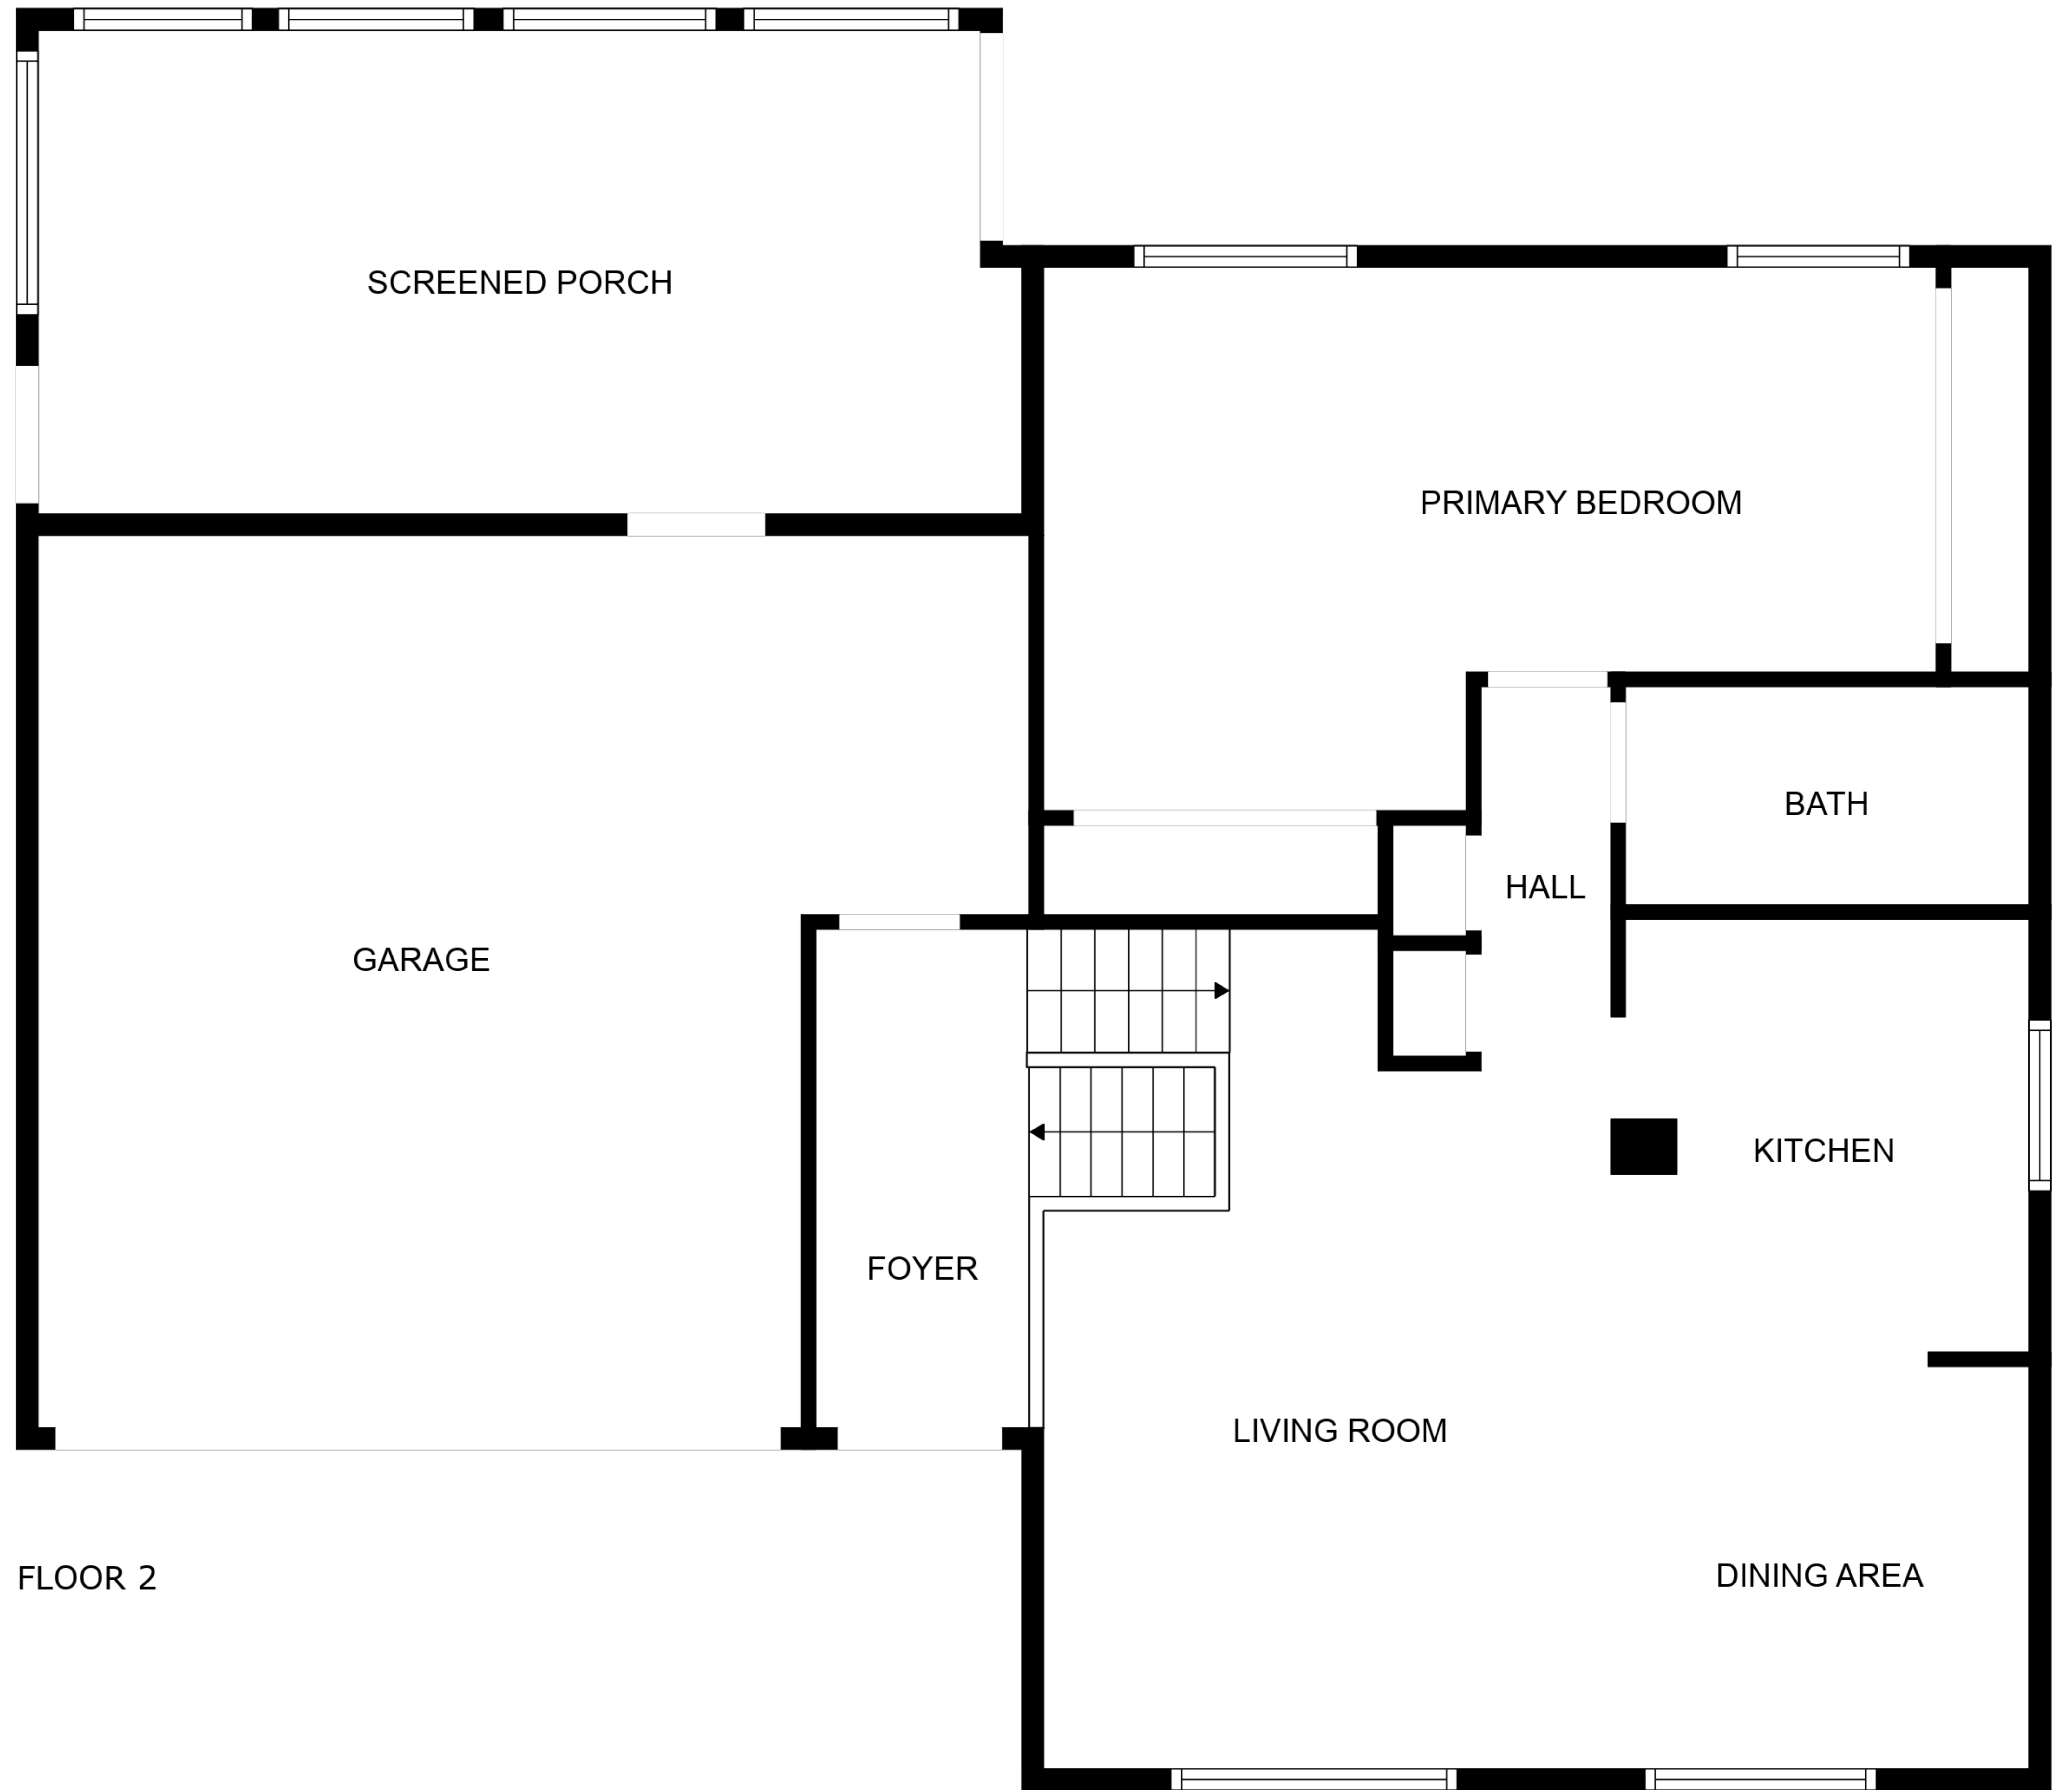 SCREENED PORCH
PRIMARY BEDROOM
BATH
HALL
GARAGE
KITCHEN
FOYER
LIVING ROOM
DINING AREA
FLOOR 2